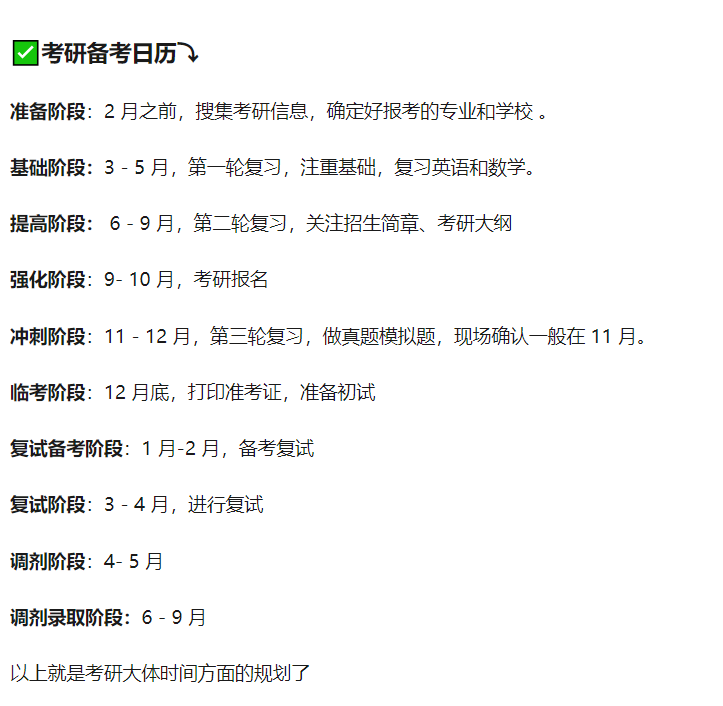 ✅考研备考日历⤵
准备阶段：2 月之前，搜集考研信息，确定好报考的专业和学校 。
基础阶段：3 - 5 月，第一轮复习，注重基础，复习英语和数学。
提高阶段： 6 - 9 月，第二轮复习，关注招生简章、考研大纲
强化阶段：9- 10 月，考研报名
冲刺阶段：11 - 12 月，第三轮复习，做真题模拟题，现场确认一般在 11 月。
临考阶段：12 月底，打印准考证，准备初试
复试备考阶段：1 月-2 月，备考复试
复试阶段：3 - 4 月，进行复试
调剂阶段：4- 5 月
调剂录取阶段：6 - 9 月
以上就是考研大体时间方面的规划了